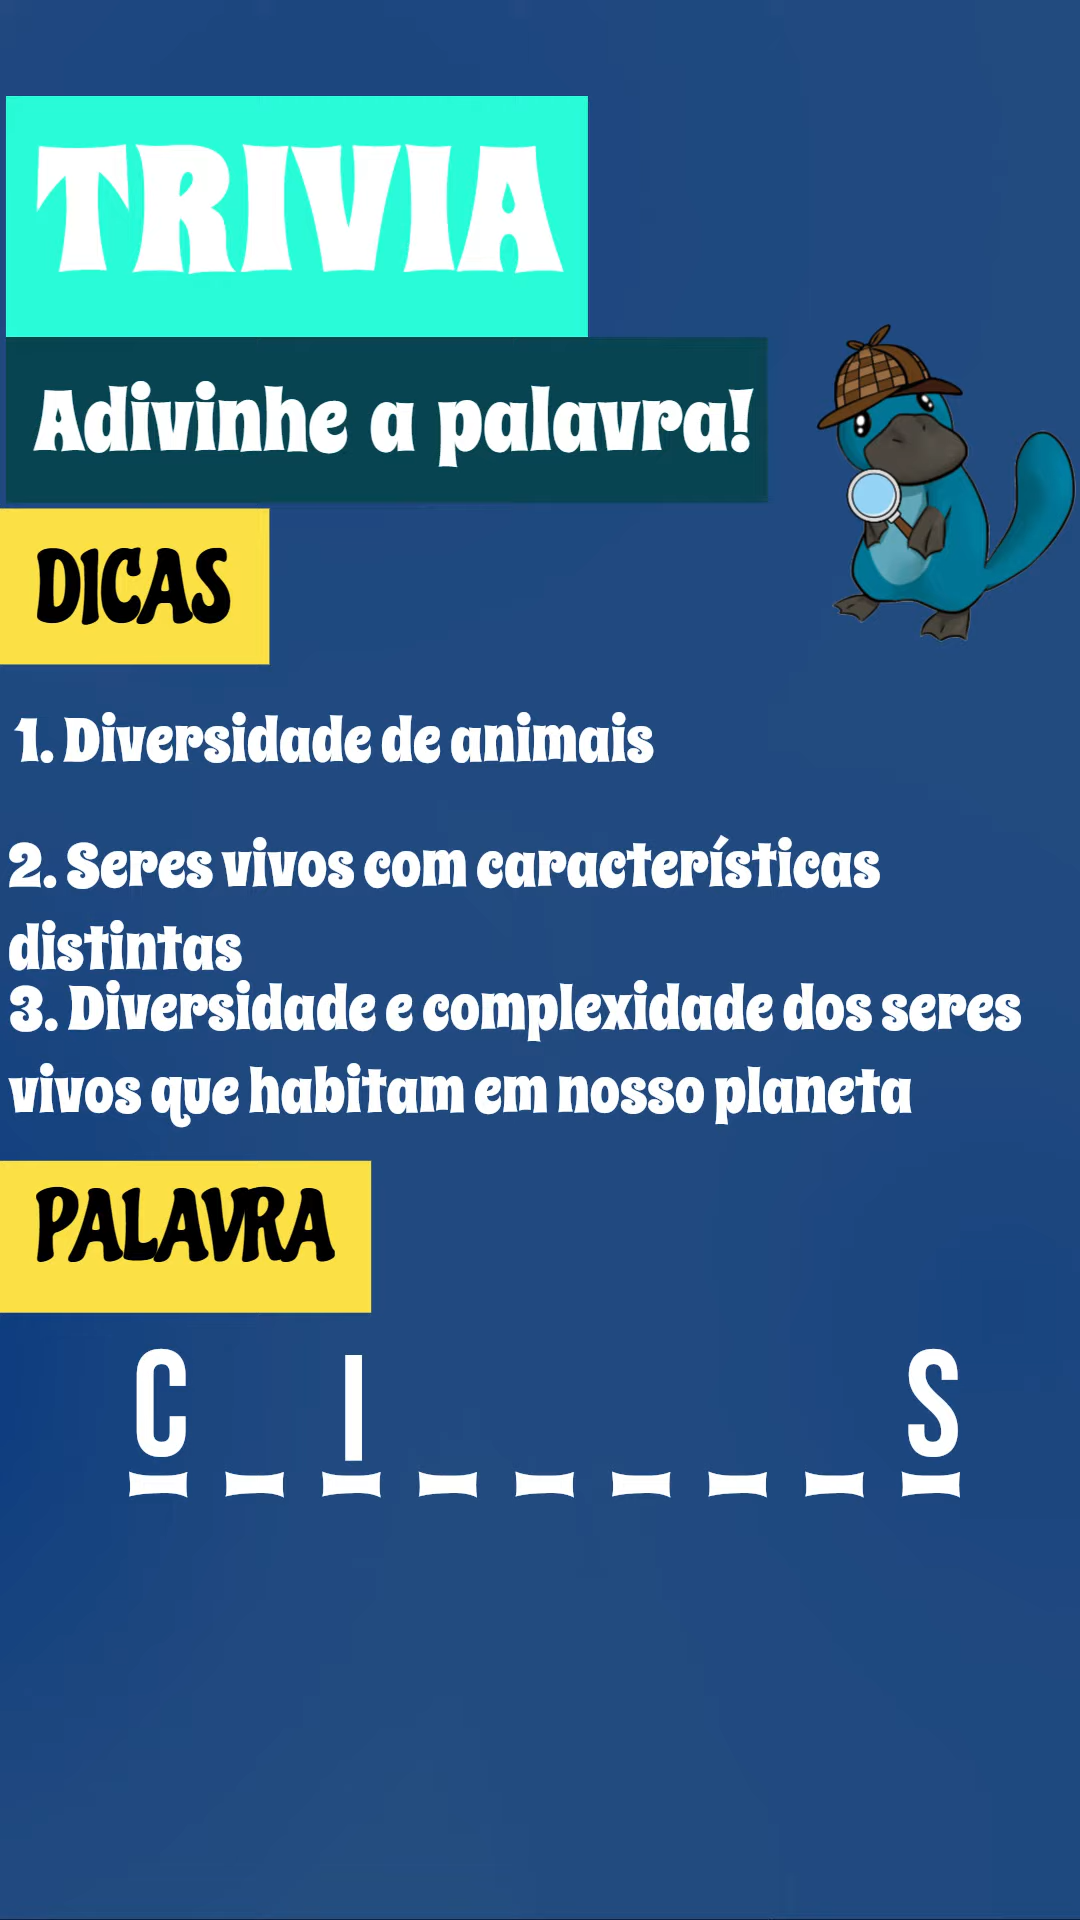 TRIVIA
Adivinhe a palavra!
DICAS
1. Diversidade de animais
2. Seres vivos com características
distintas
3. Diversidade e complexidade dos seres
vivos que habitam em nosso planeta
PALAVRA
C I S
_ _ _ _ _ _ _ _ _